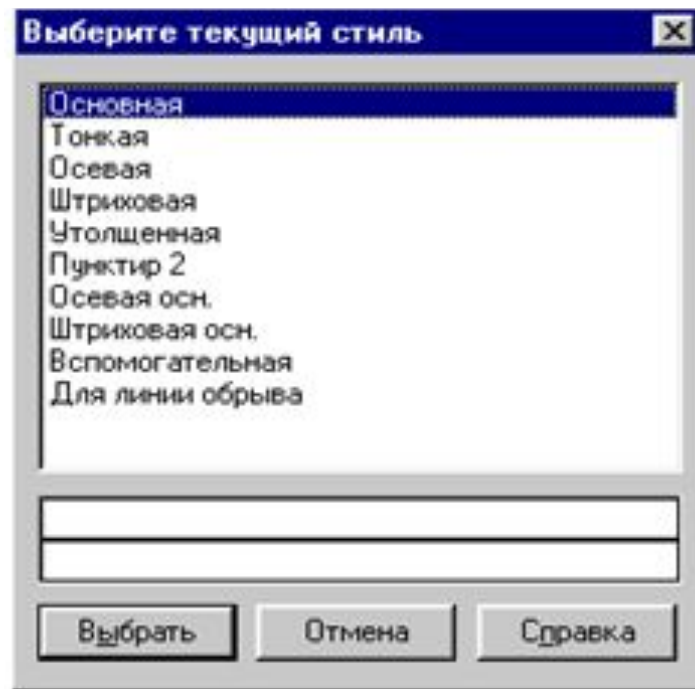 Выберите текущий стиль
Основная
Тонкая
Осевая
Штриховая
Утолщенная
Пунктир 2
Осевая осн.
Штриховая осн.
Вспомогательная
Для линии обрыва
Выбрать Отмена Справка